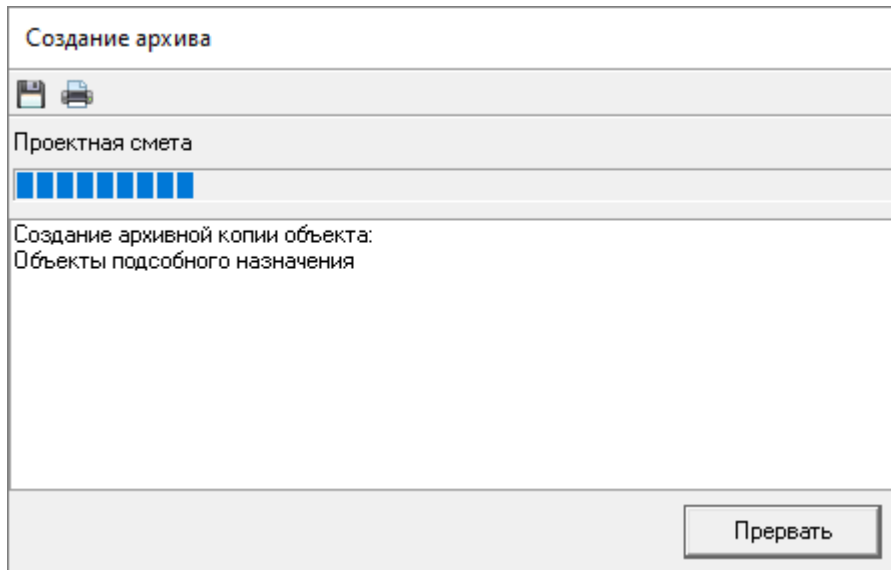 Создание архива
Проектная смета
Создание архивной копии объекта:
Объекты подсобного назначения
Прервать